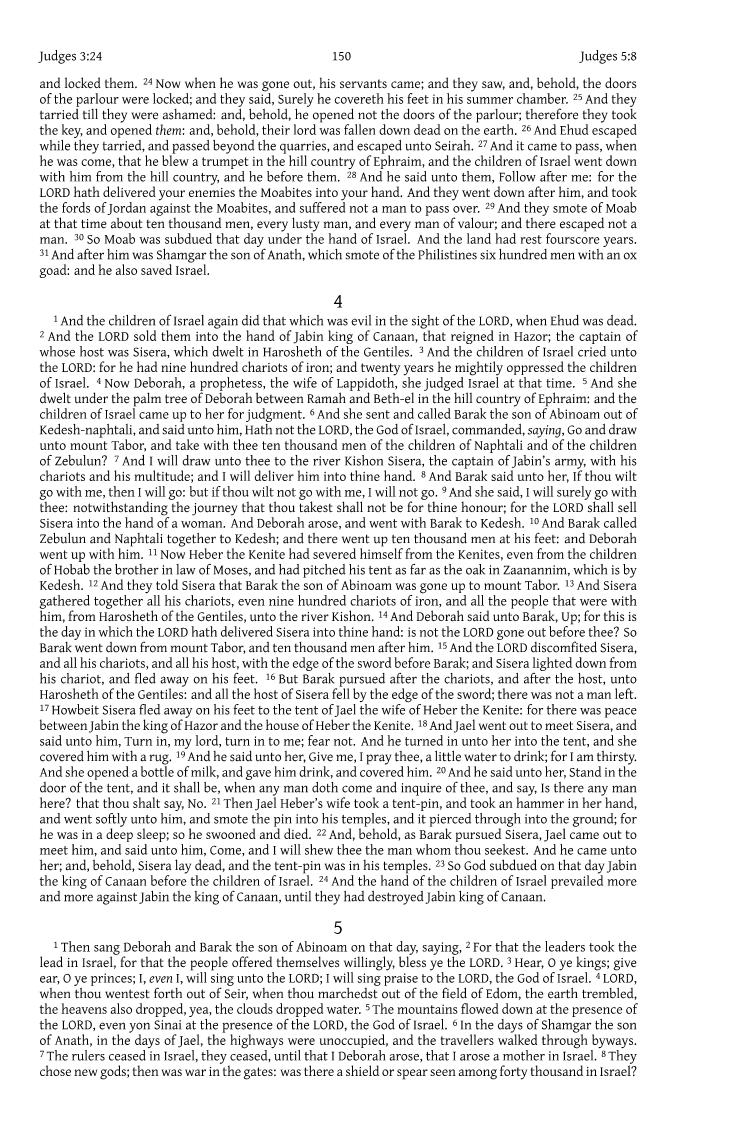 Judges 3:24 150 Judges 5:8
and locked them. 24 Now when he was gone out, his servants came; and they saw, and, behold, the doors
of the parlour were locked; and they said, Surely he covereth his feet in his summer chamber. 25 And they
tarried till they were ashamed: and, behold, he opened not the doors of the parlour; therefore they took
the key, and opened them: and, behold, their lord was fallen down dead on the earth. 26 And Ehud escaped
while they tarried, and passed beyond the quarries, and escaped unto Seirah. 27 And it came to pass, when
he was come, that he blew a trumpet in the hill country of Ephraim, and the children of Israel went down
with him from the hill country, and he before them. 28 And he said unto them, Follow after me: for the
LORD hath delivered your enemies the Moabites into your hand. And they went down after him, and took
the fords of Jordan against the Moabites, and suffered not a man to pass over. 29 And they smote of Moab
at that time about ten thousand men, every lusty man, and every man of valour; and there escaped not a
man. 30 So Moab was subdued that day under the hand of Israel. And the land had rest fourscore years.
31 And after him was Shamgar the son of Anath, which smote of the Philistines six hundred men with an ox
goad: and he also saved Israel.
4
1 And the children of Israel again did that which was evil in the sight of the LORD, when Ehud was dead.
2 And the LORD sold them into the hand of Jabin king of Canaan, that reigned in Hazor; the captain of
whose host was Sisera, which dwelt in Harosheth of the Gentiles. 3 And the children of Israel cried unto
the LORD: for he had nine hundred chariots of iron; and twenty years he mightily oppressed the children
of Israel. 4 Now Deborah, a prophetess, the wife of Lappidoth, she judged Israel at that time. 5 And she
dwelt under the palm tree of Deborah between Ramah and Beth-el in the hill country of Ephraim: and the
children of Israel came up to her for judgment. 6 And she sent and called Barak the son of Abinoam out of
Kedesh-naphtali, and said unto him, Hath not the LORD, the God of Israel, commanded, saying, Go and draw
unto mount Tabor, and take with thee ten thousand men of the children of Naphtali and of the children
of Zebulun? 7 And I will draw unto thee to the river Kishon Sisera, the captain of Jabin's army, with his
chariots and his multitude; and I will deliver him into thine hand. 8 And Barak said unto her, If thou wilt
go with me, then I will go: but if thou wilt not go with me, I will not go. 9 And she said, I will surely go with
thee: notwithstanding the journey that thou takest shall not be for thine honour; for the LORD shall sell
Sisera into the hand of a woman. And Deborah arose, and went with Barak to Kedesh. 10 And Barak called
Zebulun and Naphtali together to Kedesh; and there went up ten thousand men at his feet: and Deborah
went up with him. 11 Now Heber the Kenite had severed himself from the Kenites, even from the children
of Hobab the brother in law of Moses, and had pitched his tent as far as the oak in Zaanannim, which is by
Kedesh. 12 And they told Sisera that Barak the son of Abinoam was gone up to mount Tabor. 13 And Sisera
gathered together all his chariots, even nine hundred chariots of iron, and all the people that were with
him, from Harosheth of the Gentiles, unto the river Kishon. 14 And Deborah said unto Barak, Up; for this is
the day in which the LORD hath delivered Sisera into thine hand: is not the LORD gone out before thee? So
Barak went down from mount Tabor, and ten thousand men after him. 15 And the LORD discomfited Sisera,
and all his chariots, and all his host, with the edge of the sword before Barak; and Sisera lighted down from
his chariot, and fled away on his feet. 16 But Barak pursued after the chariots, and after the host, unto
Harosheth of the Gentiles: and all the host of Sisera fell by the edge of the sword; there was not a man left.
17 Howbeit Sisera fled away on his feet to the tent of Jael the wife of Heber the Kenite: for there was peace
between Jabin the king of Hazor and the house of Heber the Kenite. 18 And Jael went out to meet Sisera, and
said unto him, Turn in, my lord, turn in to me; fear not. And he turned in unto her into the tent, and she
covered him with a rug. 19 And he said unto her, Give me, I pray thee, a little water to drink; for I am thirsty.
And she opened a bottle of milk, and gave him drink, and covered him. 20 And he said unto her, Stand in the
door of the tent, and it shall be, when any man doth come and inquire of thee, and say, Is there any man
here? that thou shalt say, No. 21 Then Jael Heber's wife took a tent-pin, and took an hammer in her hand,
and went softly unto him, and smote the pin into his temples, and it pierced through into the ground; for
he was in a deep sleep; so he swooned and died. 22 And, behold, as Barak pursued Sisera, Jael came out to
meet him, and said unto him, Come, and I will shew thee the man whom thou seekest. And he came unto
her; and, behold, Sisera lay dead, and the tent-pin was in his temples. 23 So God subdued on that day Jabin
the king of Canaan before the children of Israel. 24 And the hand of the children of Israel prevailed more
and more against Jabin the king of Canaan, until they had destroyed Jabin king of Canaan.
5
1 Then sang Deborah and Barak the son of Abinoam on that day, saying, 2 For that the leaders took the
lead in Israel, for that the people offered themselves willingly, bless ye the LORD. 3 Hear, O ye kings; give
ear, O ye princes; I, even I, will sing unto the LORD; I will sing praise to the LORD, the God of Israel. 4 LORD,
when thou wentest forth out of Seir, when thou marchedst out of the field of Edom, the earth trembled,
the heavens also dropped, yea, the clouds dropped water. 5 The mountains flowed down at the presence of
the LORD, even yon Sinai at the presence of the LORD, the God of Israel. 6 In the days of Shamgar the son
of Anath, in the days of Jael, the highways were unoccupied, and the travellers walked through byways.
7 The rulers ceased in Israel, they ceased, until that I Deborah arose, that I arose a mother in Israel. 8 They
chose new gods; then was war in the gates: was there a shield or spear seen among forty thousand in Israel?